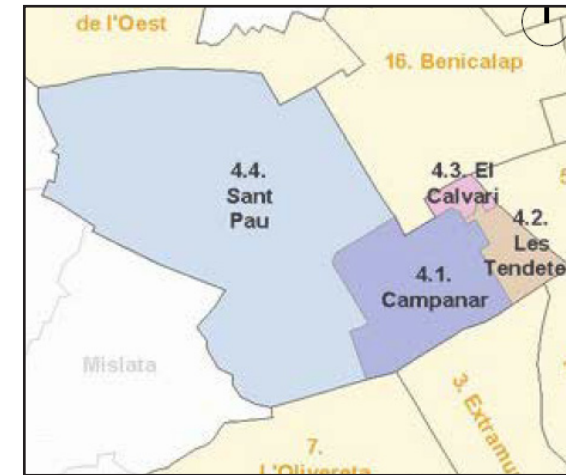 de l'Oest
16. Benicalap
4.4.
Sant
Pau
4.3. El
Calvari
5
4.2.
Les
Tendete
4.1.
Campanar
Mislata
3. Extramu
7.
L'Olivereta